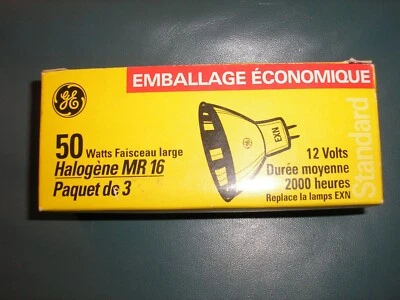 EMBALLAGE ÉCONOMIQUE
GE
50 Watts Faisceau large
Halogène MR 16
Paquet de 3
EXN
12 Volts
Durée moyenne
2000 heures
Replace la lamps EXN
Standard